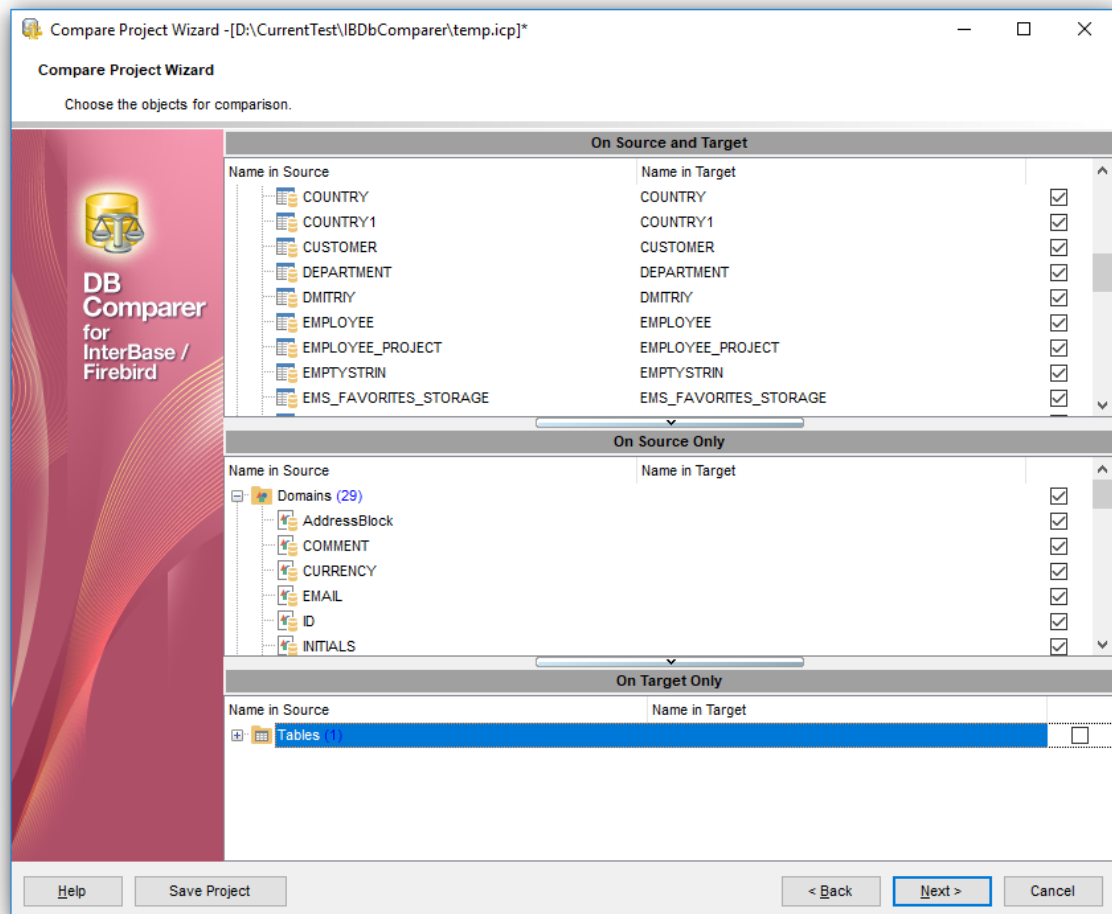 Compare Project Wizard -[D:\CurrentTest\IBDbComparer\temp.icp]*
Compare Project Wizard
Choose the objects for comparison.
DB
Comparer
for
InterBase /
Firebird
On Source and Target
Name in Source Name in Target
COUNTRY COUNTRY
COUNTRY1 COUNTRY1
CUSTOMER CUSTOMER
DEPARTMENT DEPARTMENT
DMITRIY DMITRIY
EMPLOYEE EMPLOYEE
EMPLOYEE_PROJECT EMPLOYEE_PROJECT
EMPTYSTRIN EMPTYSTRIN
EMS_FAVORITES_STORAGE EMS_FAVORITES_STORAGE
On Source Only
Name in Source Name in Target
Domains (29)
AddressBlock
COMMENT
CURRENCY
EMAIL
ID
INITIALS
On Target Only
Name in Source Name in Target
Tables (1)
Help Save Project < Back Next > Cancel